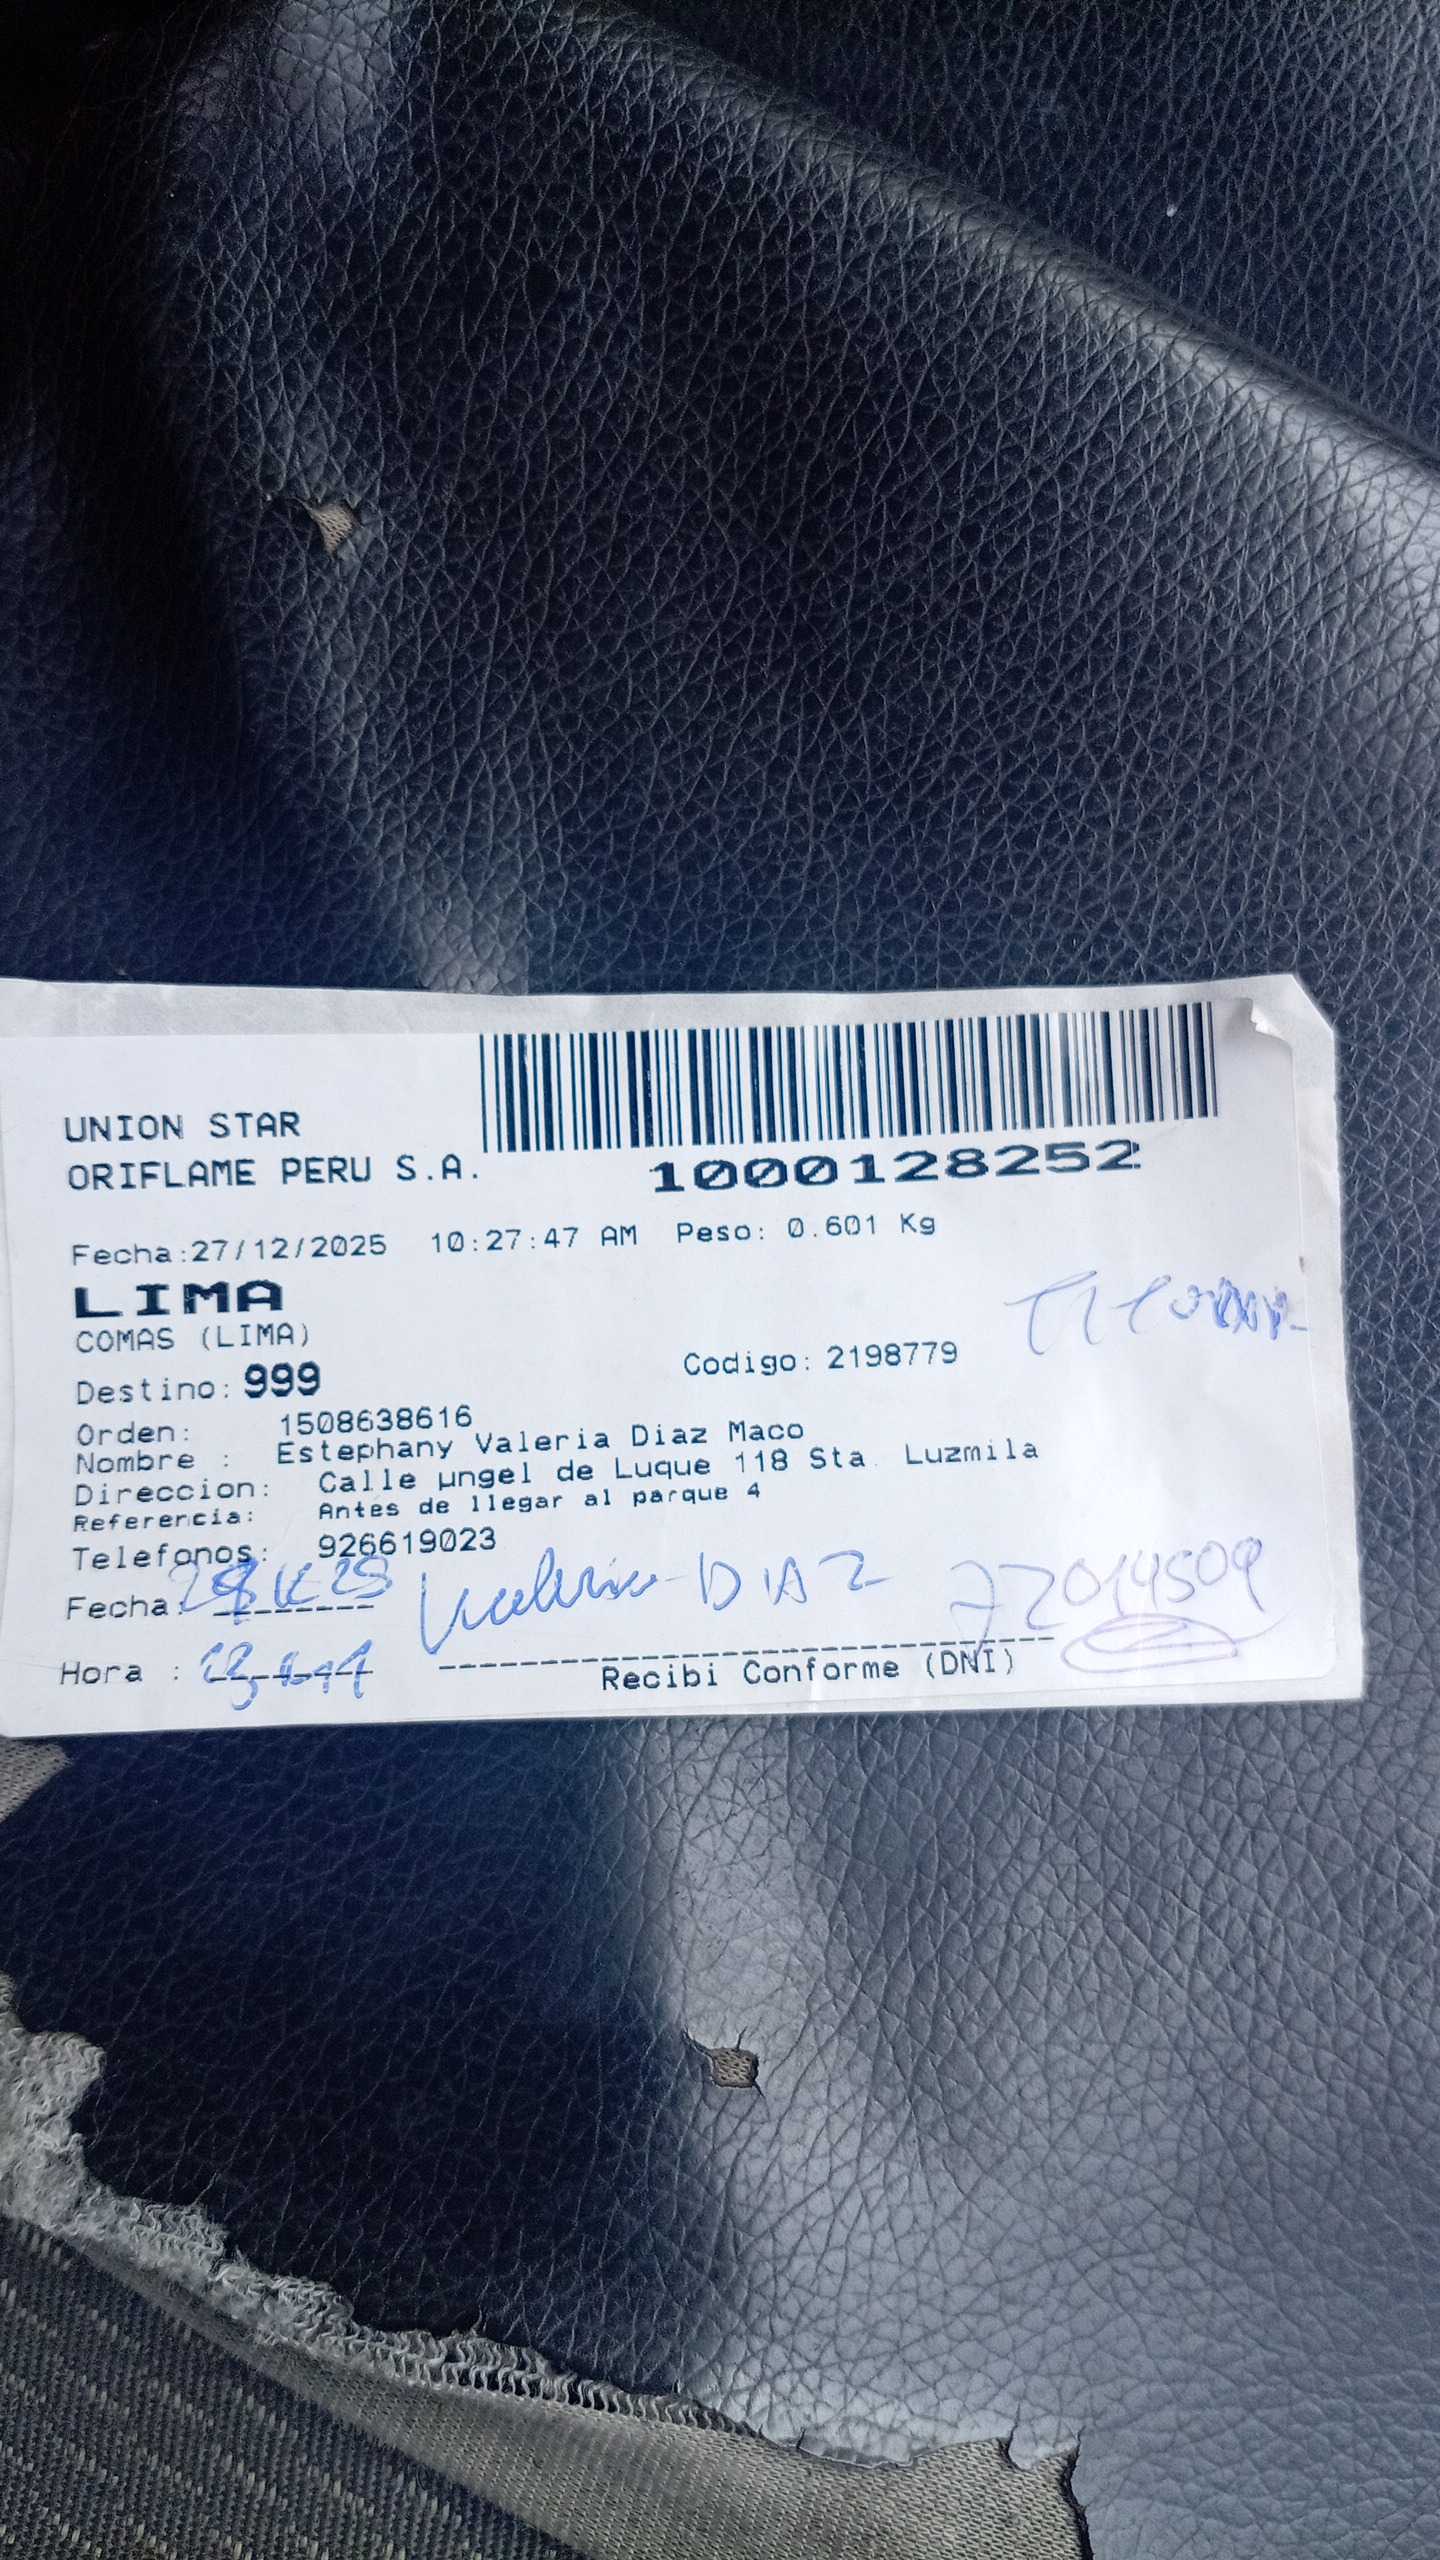 UNION STAR
ORIFLAME PERU S.A.
1000128252
Fecha:27/12/2025 10:27:47 AM Peso: 0.601 Kg
LIMA
COMAS (LIMA)
Destino: 999 Codigo: 2198779
Orden: 1508638616
Nombre : Estephany Valeria Diaz Maco
Direccion: Calle µngel de Luque 118 Sta. Luzmila
Referencia: Antes de llegar al parque 4
Telefonos: 926619023
Fecha: Valeria DIAZ 72014509
Hora :
Recibi Conforme (DNI)